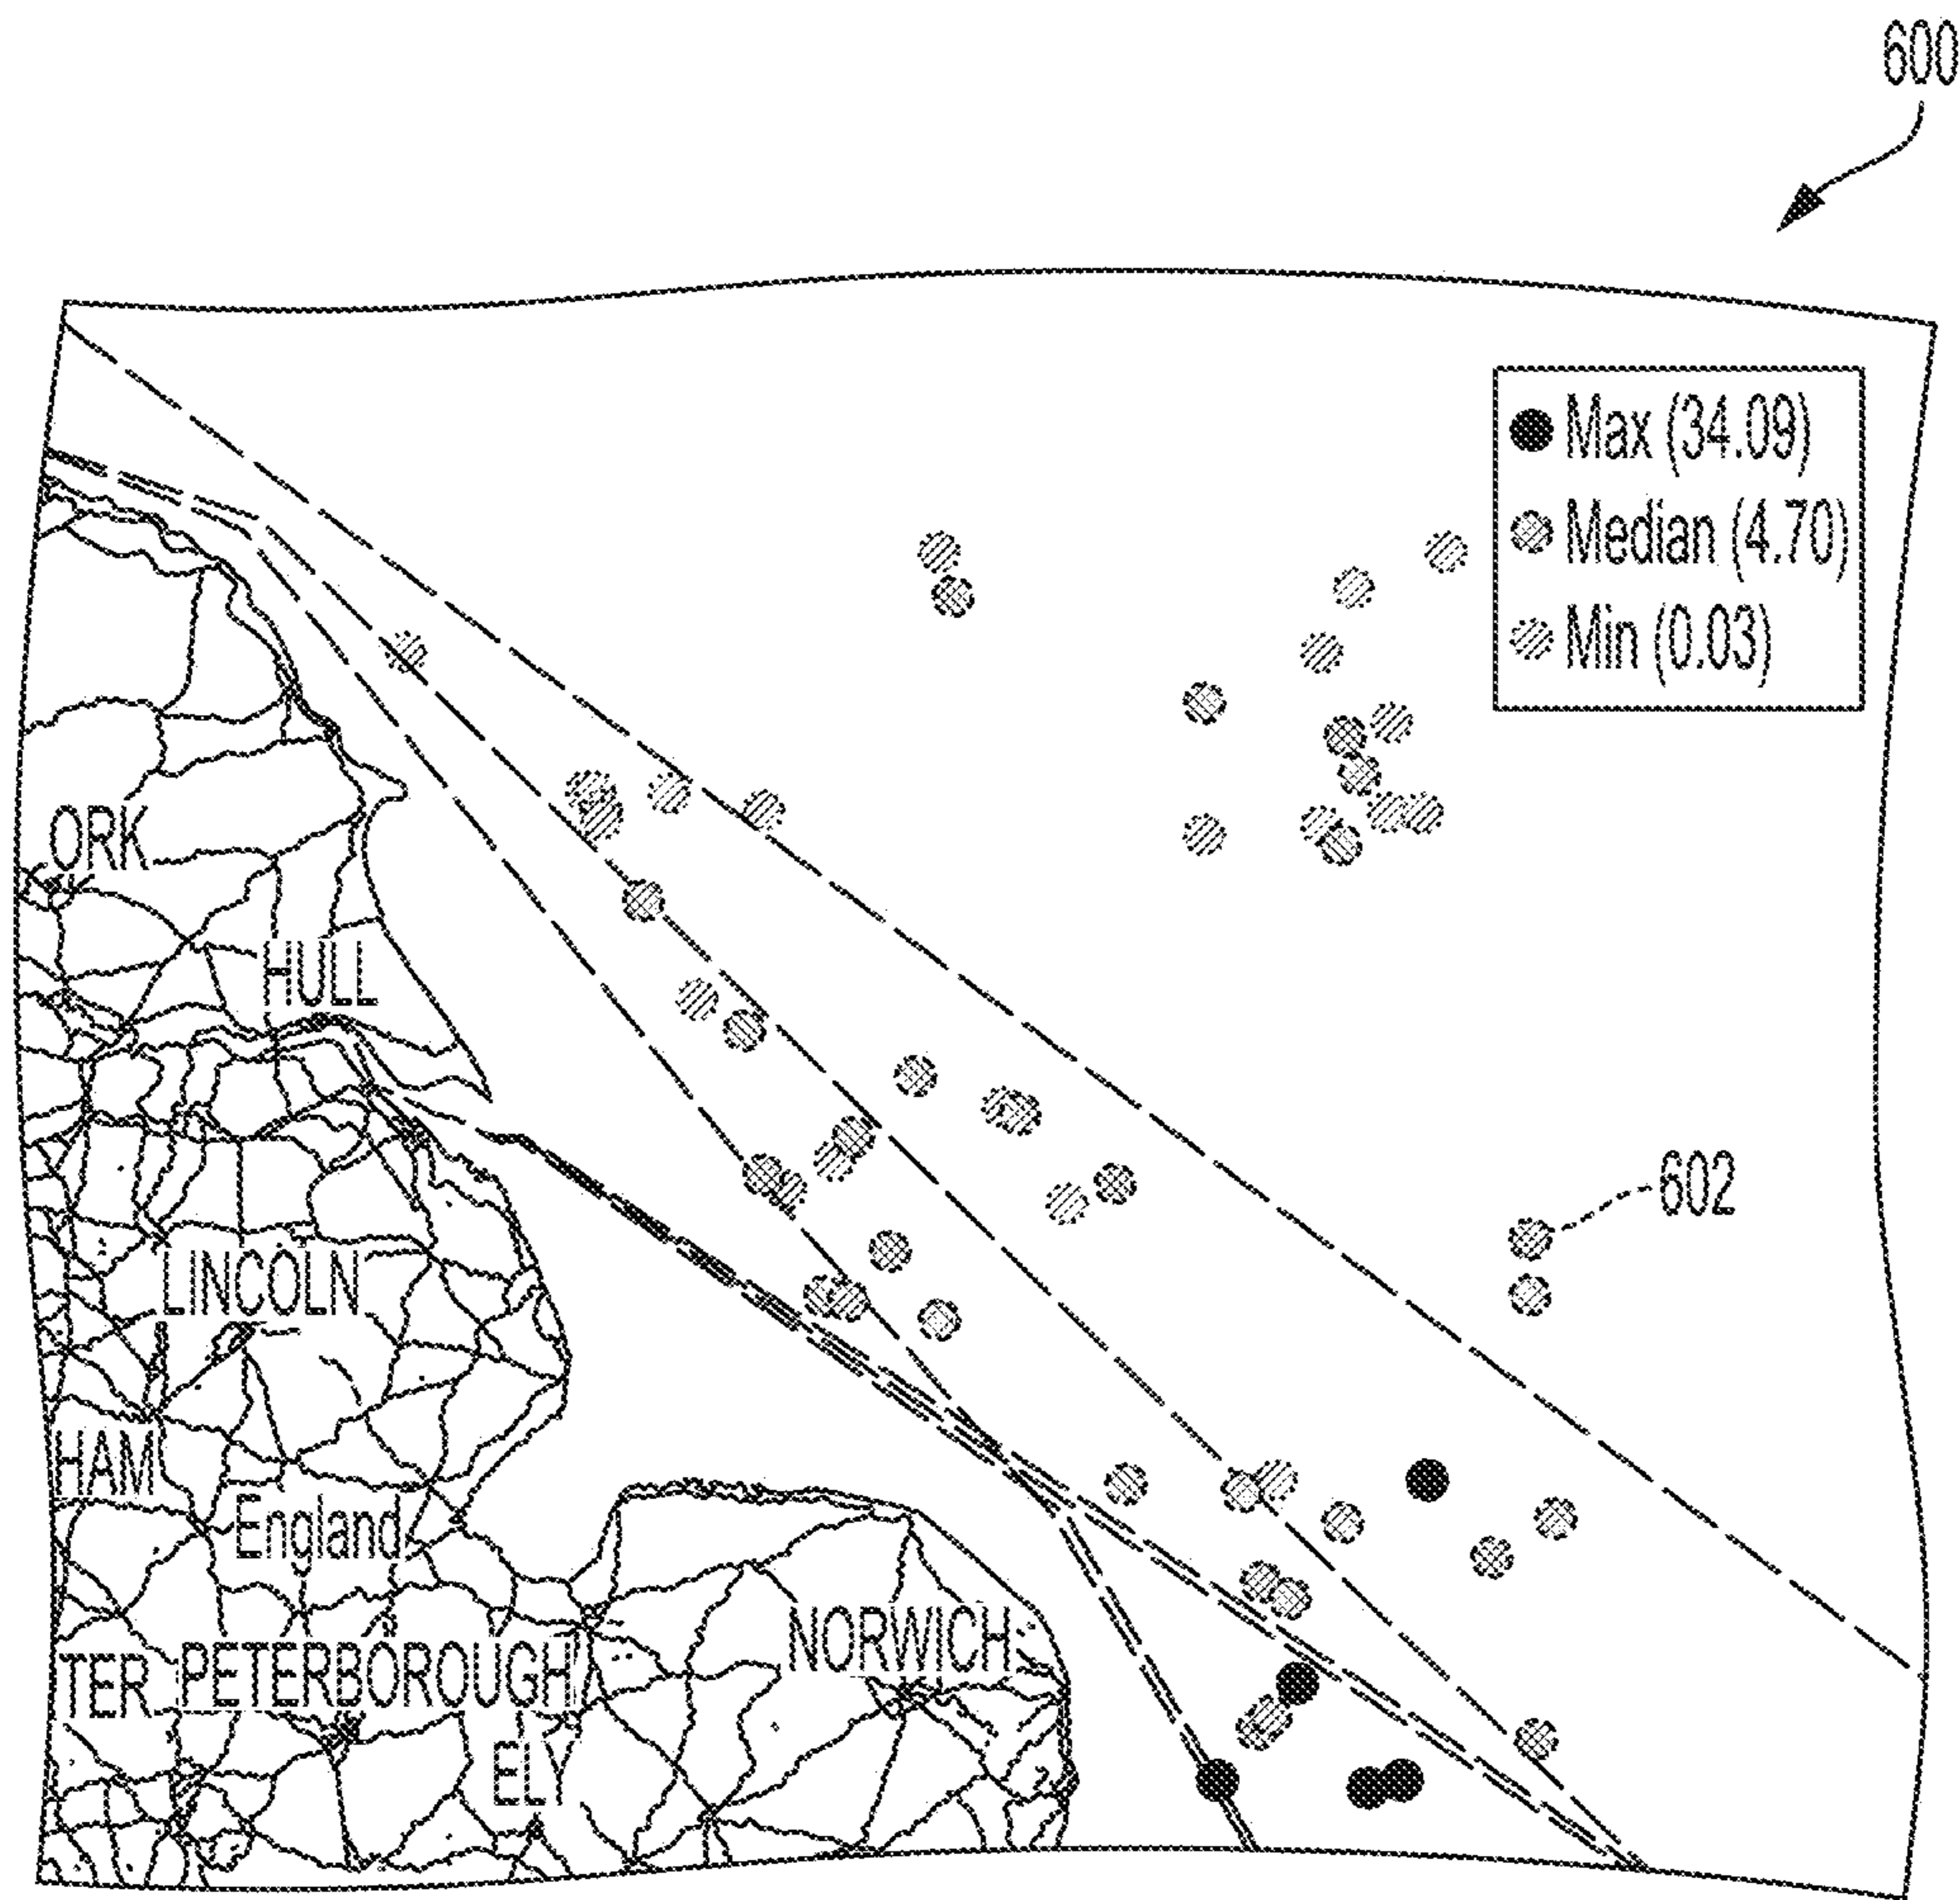 600
Max (34.09)
Median (4.70)
Min (0.03)
ORK
HULL
602
LINCOLN
HAM
England
NORWICH
TER
PETERBOROUGH
ELY